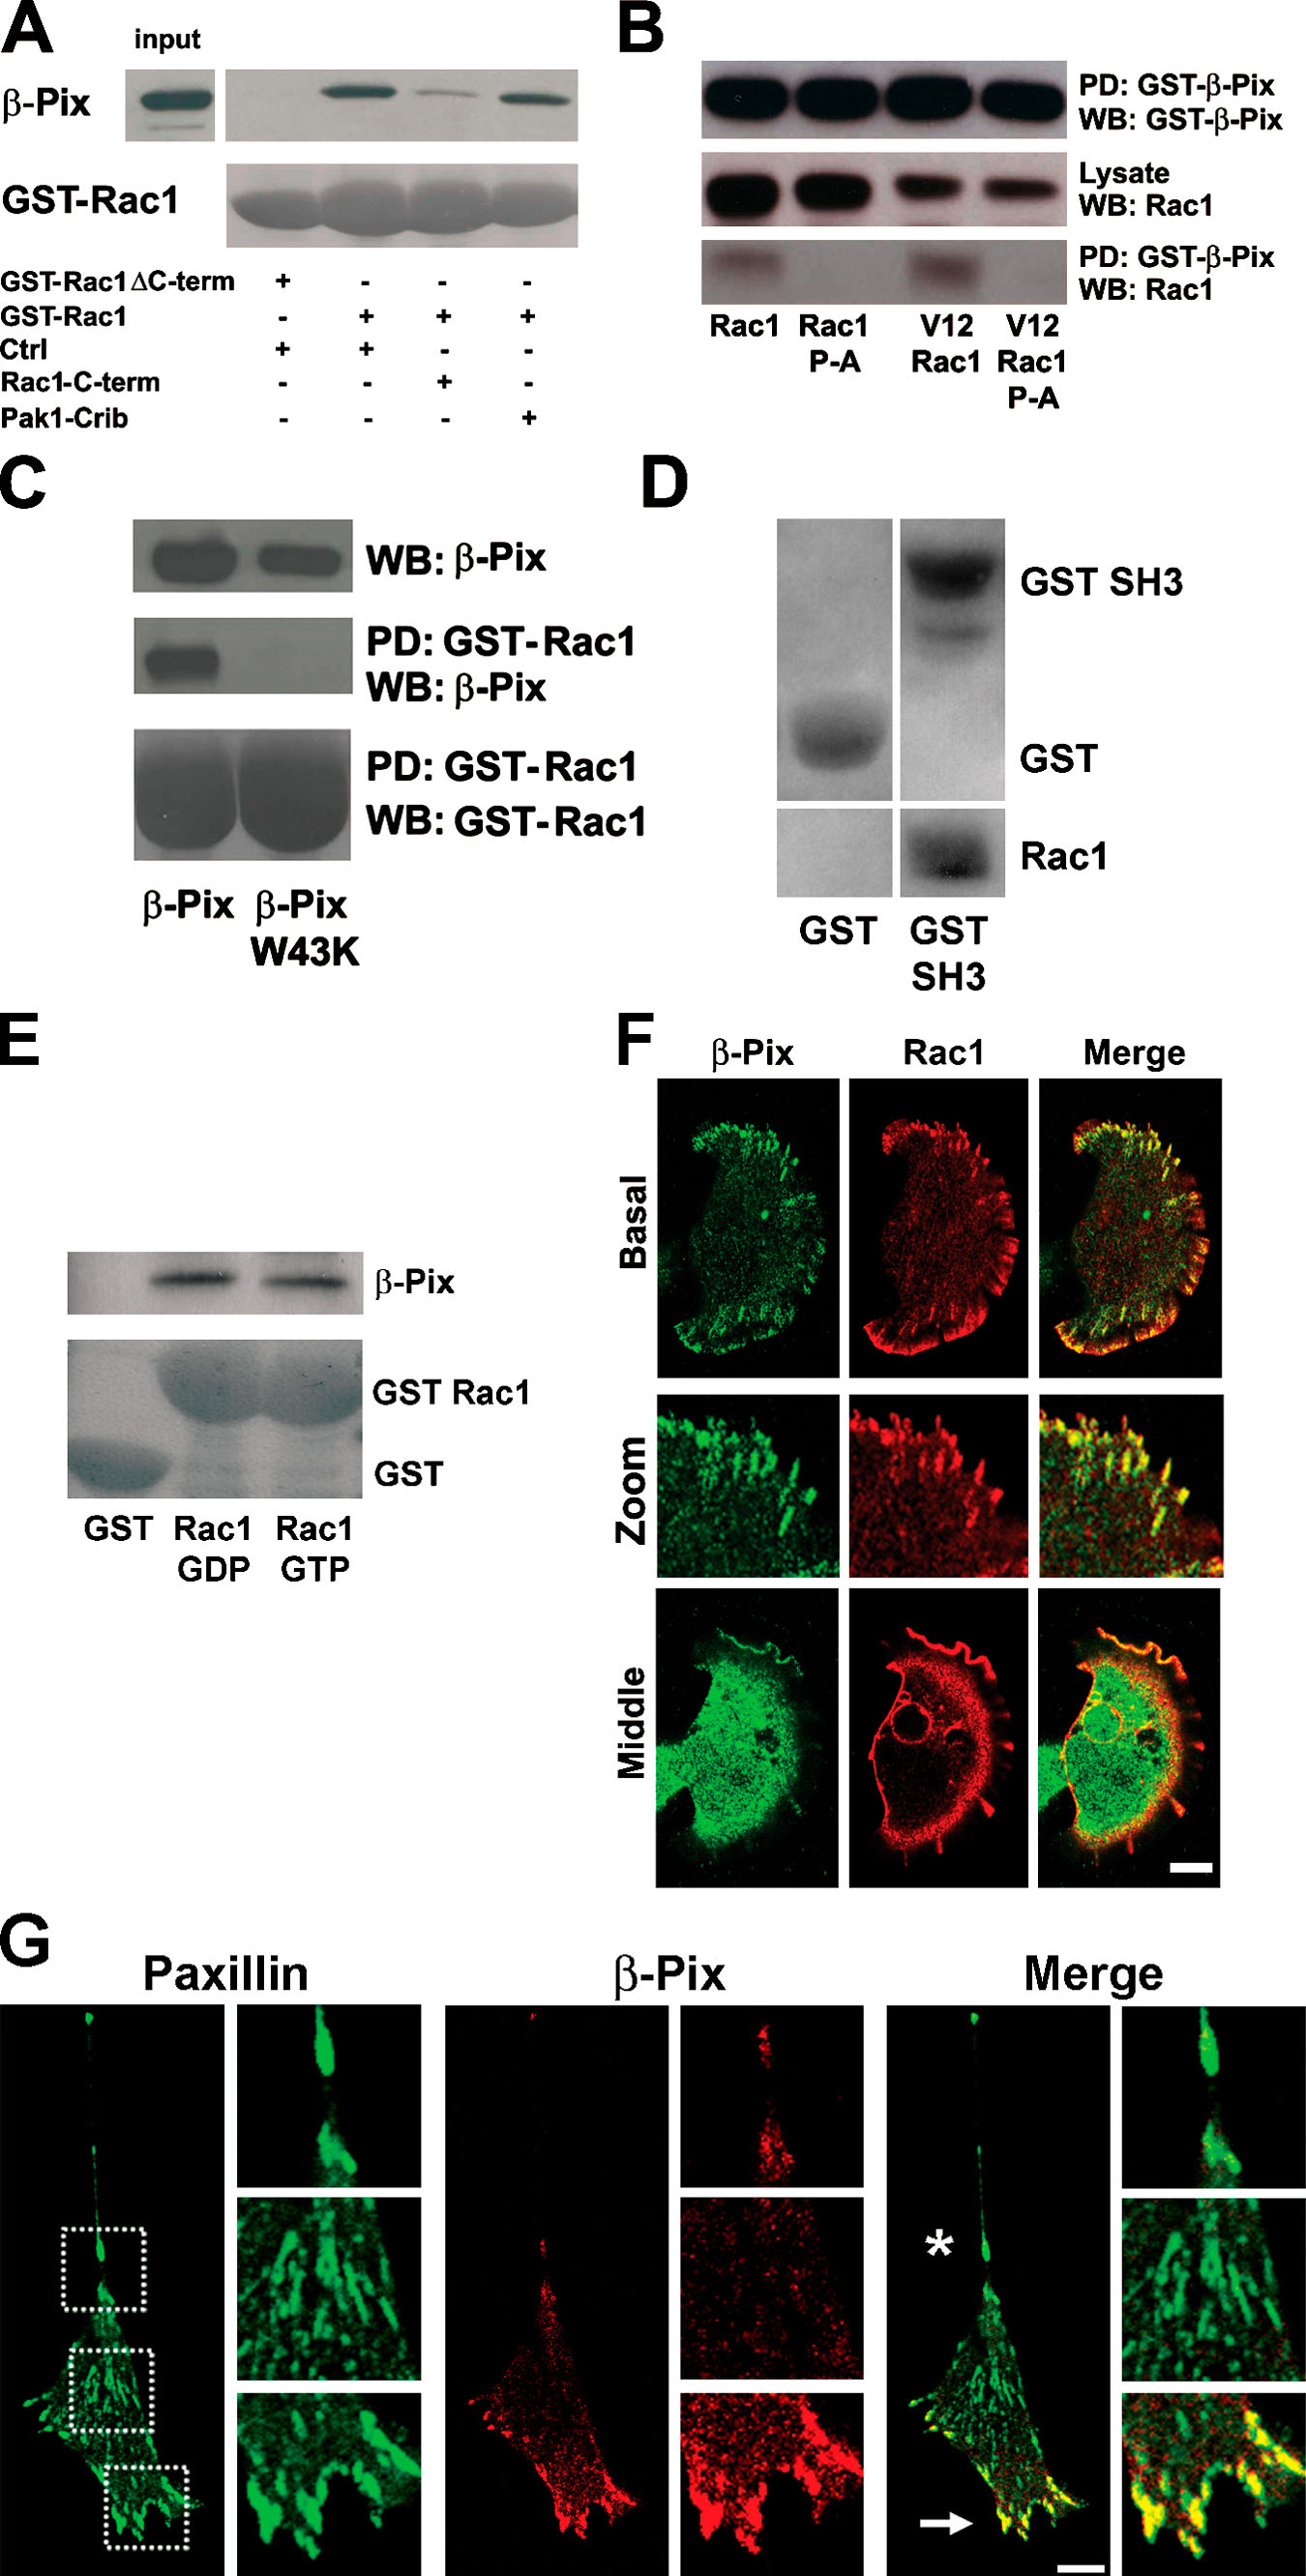 A
input
β-Pix
GST-Rac1
GST-Rac1 ΔC-term + - - -
GST-Rac1 - + + +
Ctrl + + - -
Rac1-C-term - - + -
Pak1-Crib - - - +
B
PD: GST-β-Pix
WB: GST-β-Pix
Lysate
WB: Rac1
PD: GST-β-Pix
WB: Rac1
Rac1 Rac1 V12 V12
P-A Rac1 Rac1
P-A
C
WB: β-Pix
PD: GST-Rac1
WB: β-Pix
PD: GST-Rac1
WB: GST-Rac1
β-Pix β-Pix
W43K
D
GST SH3
GST
Rac1
GST GST
SH3
E
β-Pix
GST Rac1
GST
GST Rac1 Rac1
GDP GTP
F
β-Pix Rac1 Merge
Basal
Zoom
Middle
G
Paxillin β-Pix Merge
*